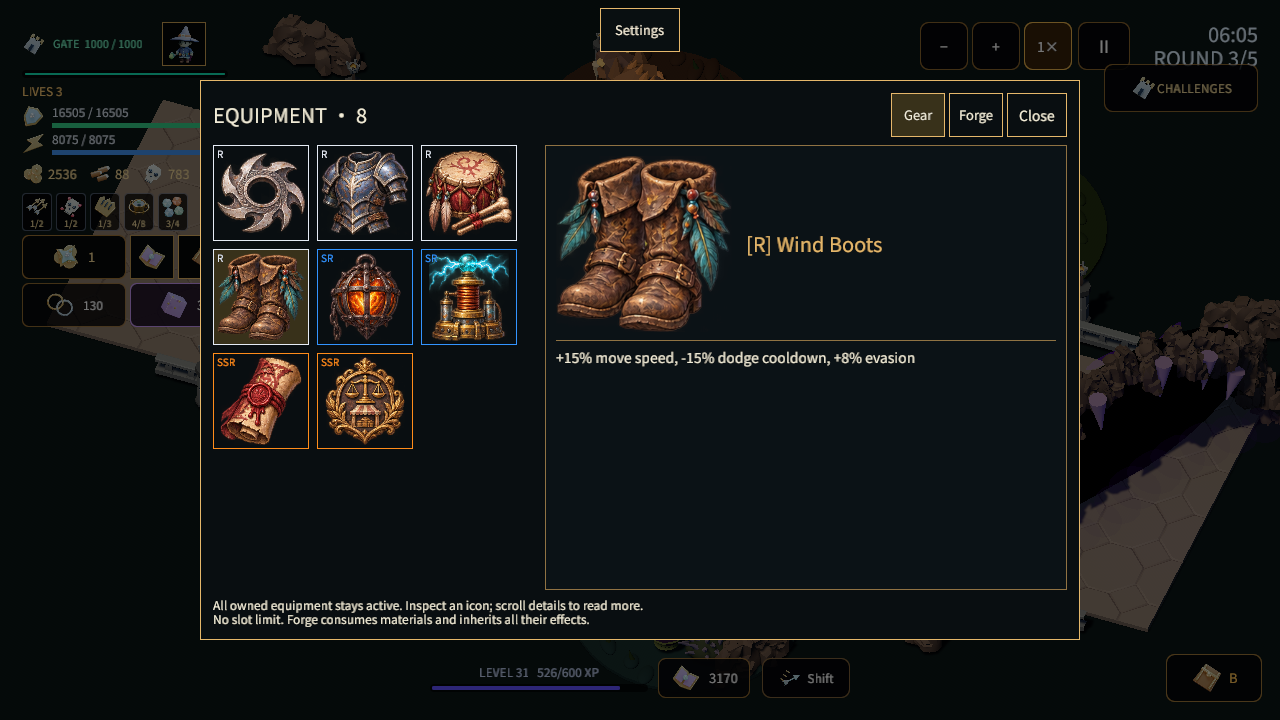 Settings
GATE 1000 / 1000
1×
06:05
ROUND 3/5
CHALLENGES
LIVES 3
16505 / 16505
8075 / 8075
2536
88
783
1/2
1/2
1/3
4/8
3/4
1
130
EQUIPMENT • 8
Gear
Forge
Close
R
R
R
R
SR
SR
SSR
SSR
[R] Wind Boots
+15% move speed, -15% dodge cooldown, +8% evasion
All owned equipment stays active. Inspect an icon; scroll details to read more.
No slot limit. Forge consumes materials and inherits all their effects.
LEVEL 31 526/600 XP
3170
Shift
B